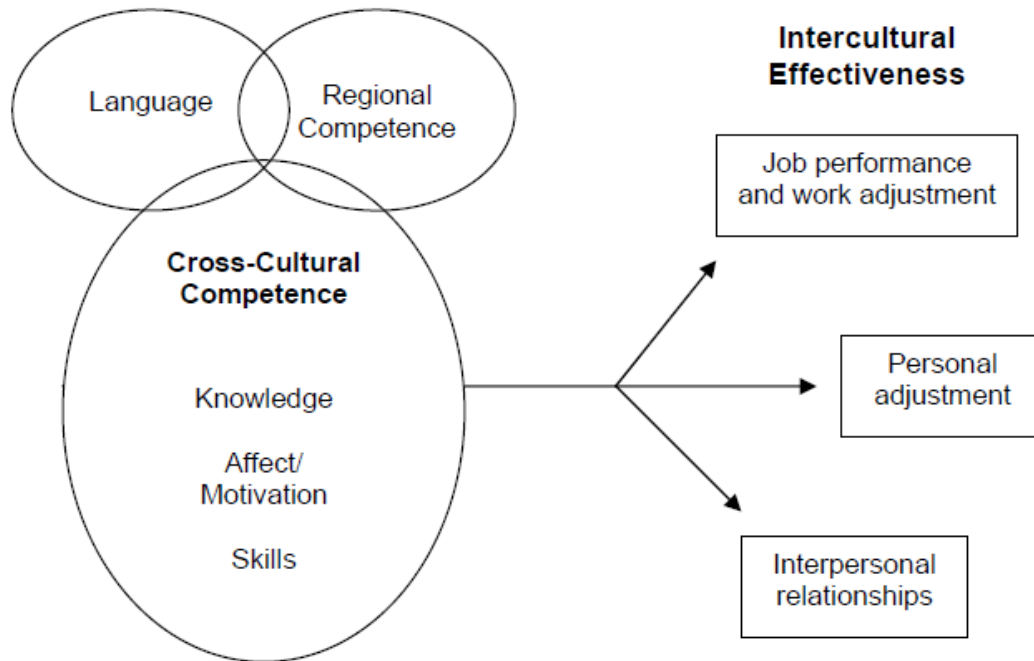 Language
Regional
Competence
Cross-Cultural
Competence
Knowledge
Affect/
Motivation
Skills
Intercultural
Effectiveness
Job performance
and work adjustment
Personal
adjustment
Interpersonal
relationships